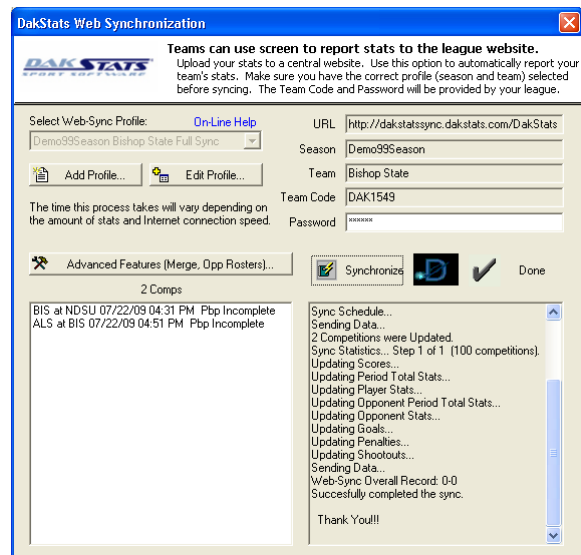 DakStats Web Synchronization
DAK STATS
SPORT SOFTWARE
Teams can use screen to report stats to the league website.
Upload your stats to a central website. Use this option to automatically report your
team's stats. Make sure you have the correct profile (season and team) selected
before syncing. The Team Code and Password will be provided by your league.
Select Web-Sync Profile: On-Line Help
Demo99Season Bishop State Full Sync
Add Profile... Edit Profile...
The time this process takes will vary depending on
the amount of stats and Internet connection speed.
URL http://dakstatssync.dakstats.com/DakStats
Season Demo99Season
Team Bishop State
Team Code DAK1549
Password ******
Advanced Features (Merge, Opp Rosters)...
Synchronize Done
2 Comps
BIS at NDSU 07/22/09 04:31 PM Pbp Incomplete
ALS at BIS 07/22/09 04:51 PM Pbp Incomplete
Sync Schedule...
Sending Data...
2 Competitions were Updated.
Sync Statistics... Step 1 of 1 (100 competitions).
Updating Scores...
Updating Period Total Stats...
Updating Player Stats...
Updating Opponent Period Total Stats...
Updating Opponent Stats...
Updating Goals...
Updating Penalties...
Updating Shootouts...
Sending Data...
Web-Sync Overall Record: 0-0
Succesfully completed the sync.
Thank You!!!